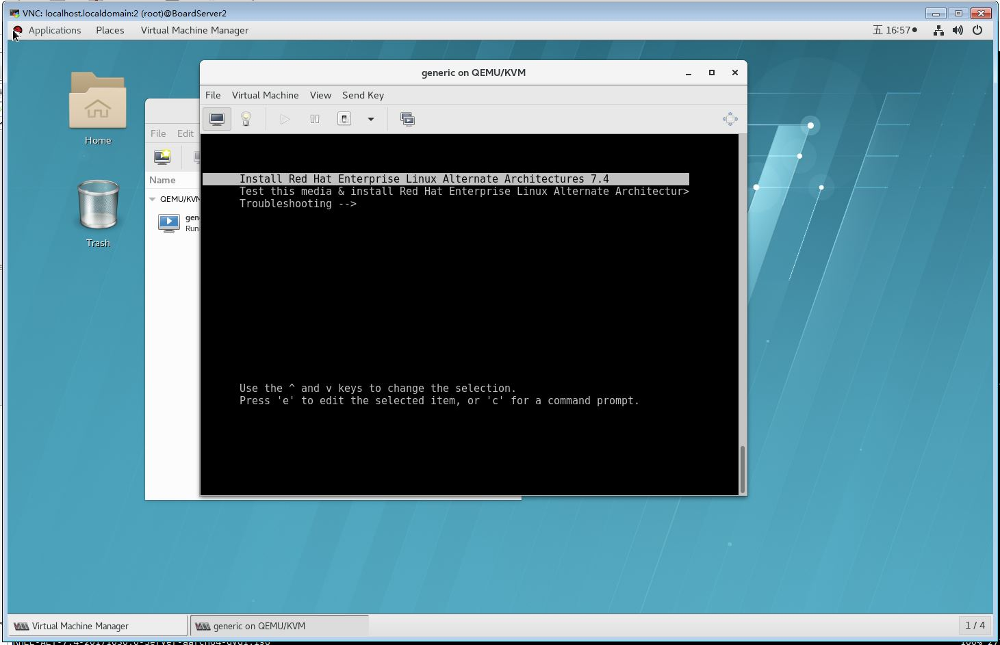 VNC: localhost.localdomain:2 (root)@BoardServer2
Applications Places Virtual Machine Manager 五 16:57
generic on QEMU/KVM
File Virtual Machine View Send Key
Home
File Edit
Name
QEMU/KVM
gen
Run
Trash
Install Red Hat Enterprise Linux Alternate Architectures 7.4
Test this media & install Red Hat Enterprise Linux Alternate Architectur>
Troubleshooting -->
Use the ^ and v keys to change the selection.
Press 'e' to edit the selected item, or 'c' for a command prompt.
Virtual Machine Manager generic on QEMU/KVM 1 / 4